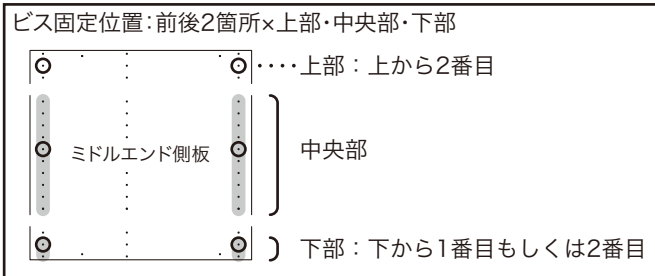 ビス固定位置：前後2箇所×上部・中央部・下部
上部：上から2番目
ミドルエンド側板
中央部
下部：下から1番目もしくは2番目